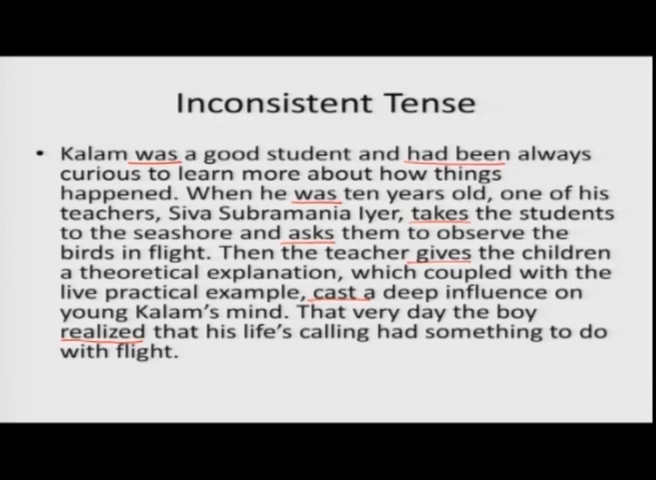 Inconsistent Tense
• Kalam was a good student and had been always
curious to learn more about how things
happened. When he was ten years old, one of his
teachers, Siva Subramania Iyer, takes the students
to the seashore and asks them to observe the
birds in flight. Then the teacher gives the children
a theoretical explanation, which coupled with the
live practical example, cast a deep influence on
young Kalam's mind. That very day the boy
realized that his life's calling had something to do
with flight.